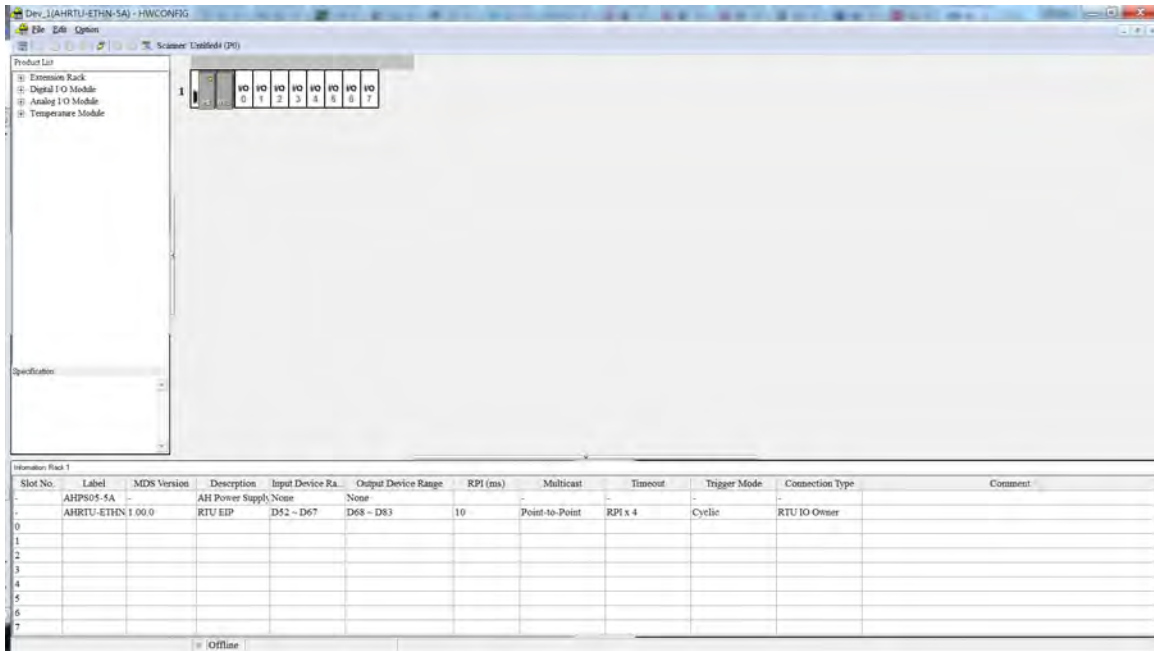 Dev_1(AHRTU-ETHN-5A) - HWCONFIG
File Edit Option
Scanner: Untitled4 (P0)
Product List
Extension Rack
Digital I/O Module
Analog I/O Module
Temperature Module
1
I/O I/O I/O I/O I/O I/O I/O I/O
0 1 2 3 4 5 6 7
Specification
Infomation Rack 1
Slot No. Label MDS Version Description Input Device Ra... Output Device Range RPI (ms) Multicast Timeout Trigger Mode Connection Type Comment
- AHPS05-5A - AH Power Supply None None - - - -
- AHRTU-ETHN 1.00.0 RTU EIP D52 ~ D67 D68 ~ D83 10 Point-to-Point RPI x 4 Cyclic RTU IO Owner
0
1
2
3
4
5
6
7
Offline